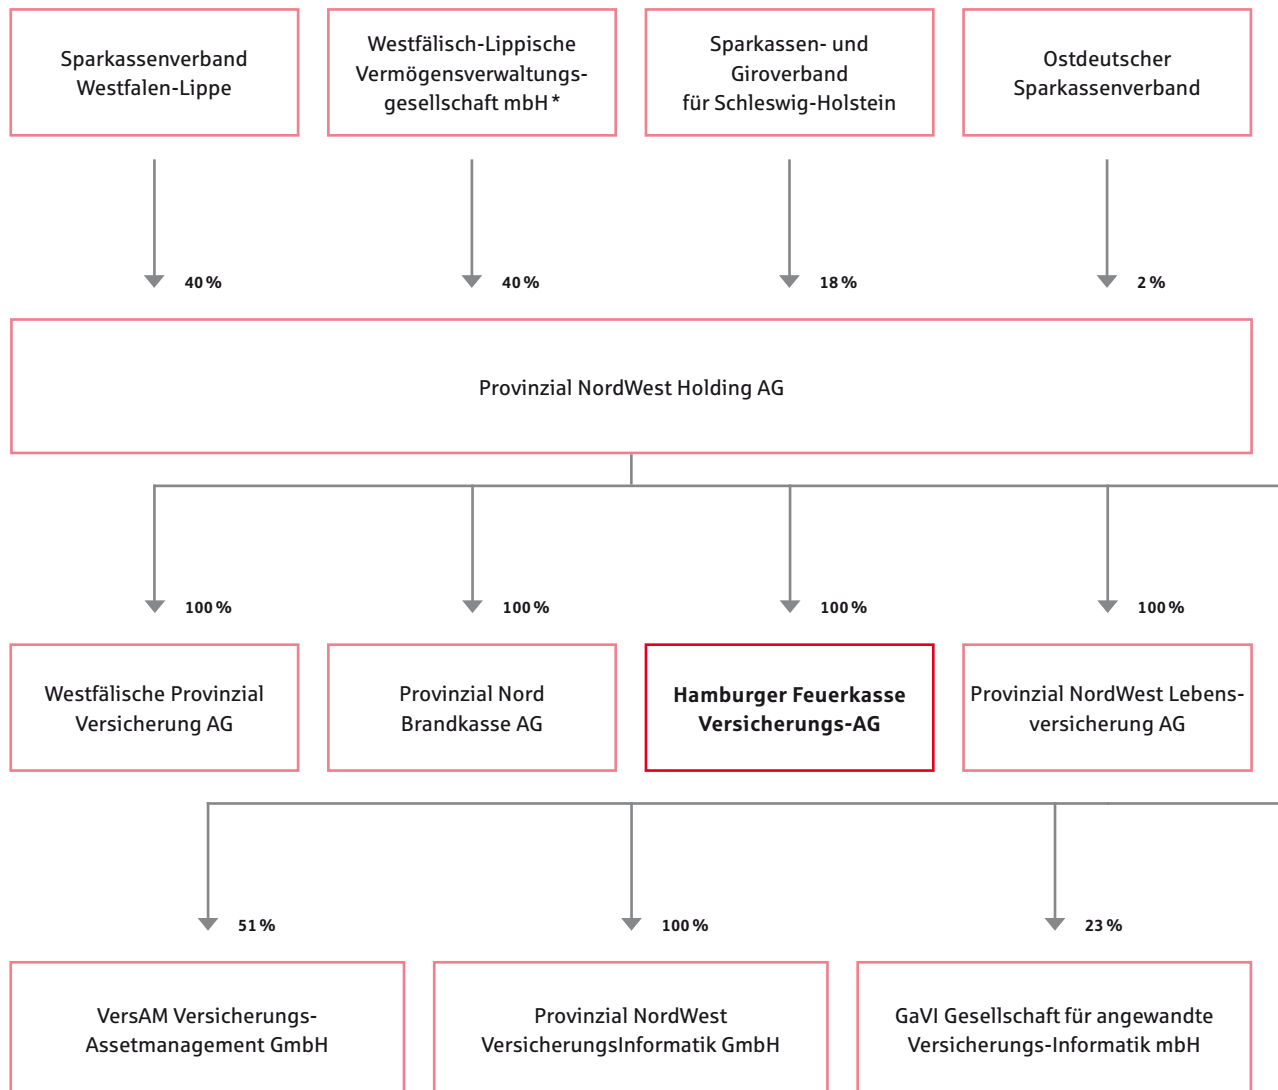 Sparkassenverband
Westfalen-Lippe
Westfälisch-Lippische
Vermögensverwaltungs-
gesellschaft mbH *
Sparkassen- und
Giroverband
für Schleswig-Holstein
Ostdeutscher
Sparkassenverband
40 %
40 %
18 %
2 %
Provinzial NordWest Holding AG
100 %
100 %
100 %
100 %
Westfälische Provinzial
Versicherung AG
Provinzial Nord
Brandkasse AG
Hamburger Feuerkasse
Versicherungs-AG
Provinzial NordWest Lebens-
versicherung AG
51 %
100 %
23 %
VersAM Versicherungs-
Assetmanagement GmbH
Provinzial NordWest
VersicherungsInformatik GmbH
GaVI Gesellschaft für angewandte
Versicherungs-Informatik mbH